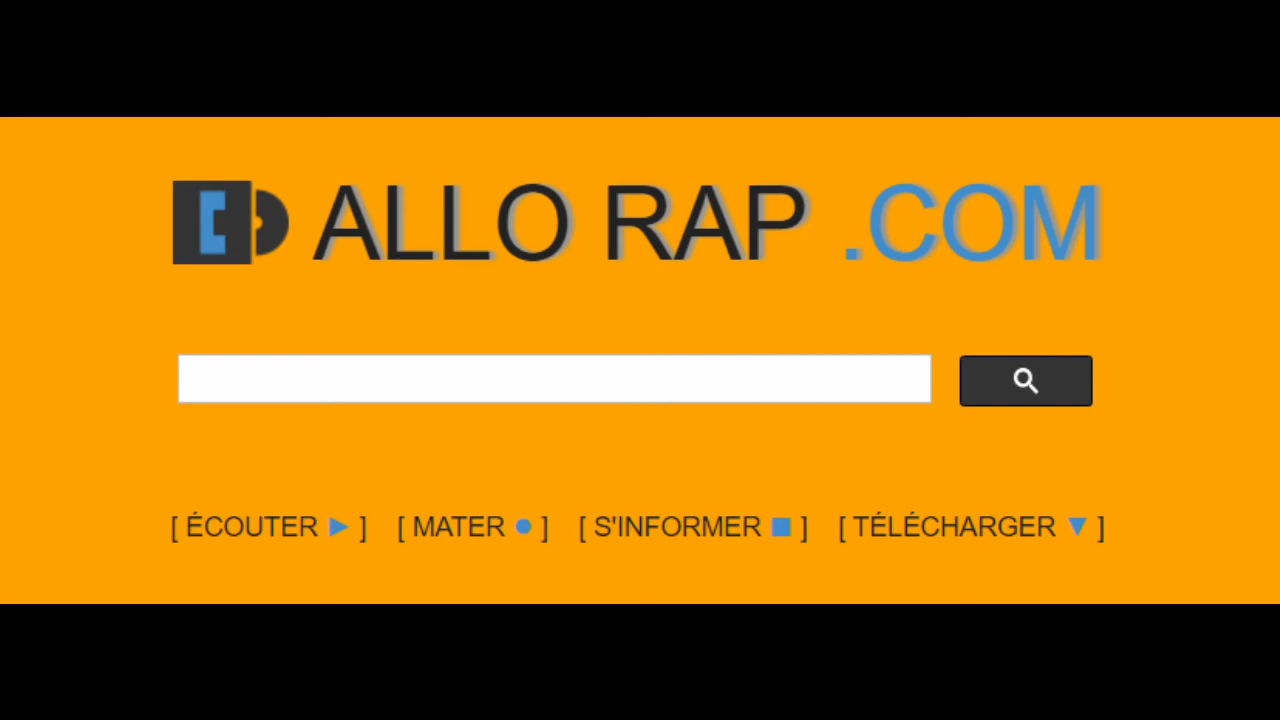 ALLO RAP .COM
[ ÉCOUTER ▶ ] [ MATER ● ] [ S'INFORMER ■ ] [ TÉLÉCHARGER ▼ ]